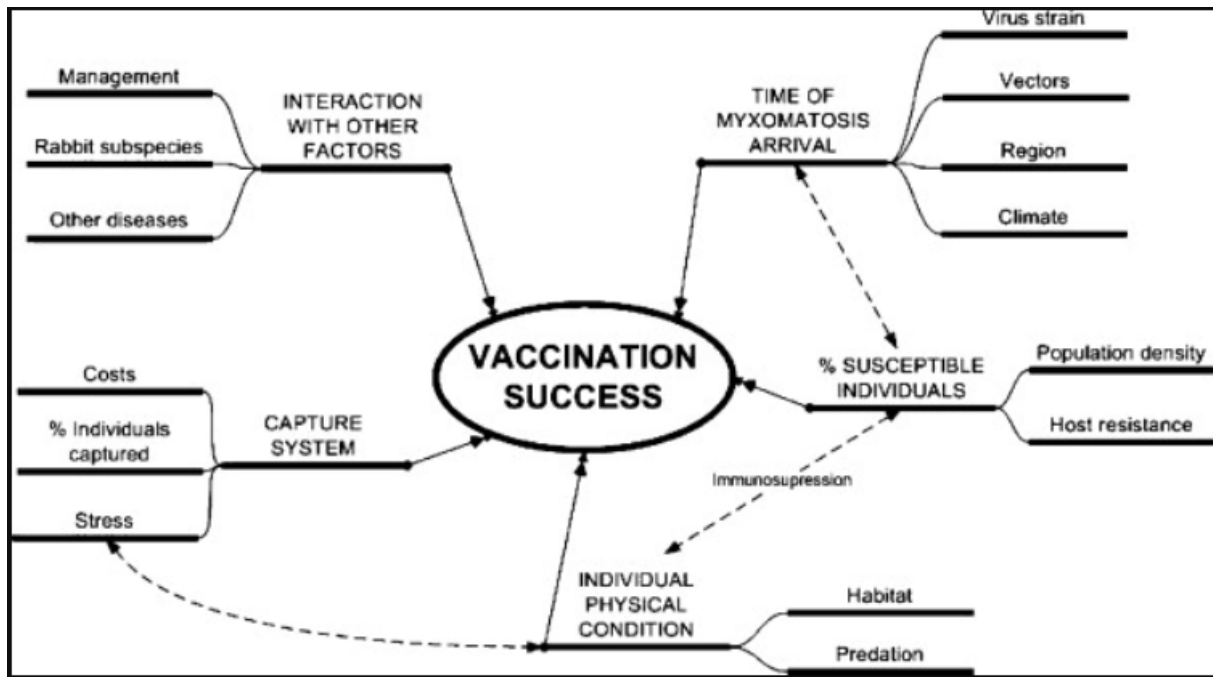 Virus strain
Management
INTERACTION
WITH OTHER
FACTORS
TIME OF
MYXOMATOSIS
ARRIVAL
Vectors
Rabbit subspecies
Region
Other diseases
Climate
VACCINATION
SUCCESS
% SUSCEPTIBLE
INDIVIDUALS
Population density
Host resistance
Costs
% Individuals
captured
CAPTURE
SYSTEM
Stress
Immunosupression
INDIVIDUAL
PHYSICAL
CONDITION
Habitat
Predation